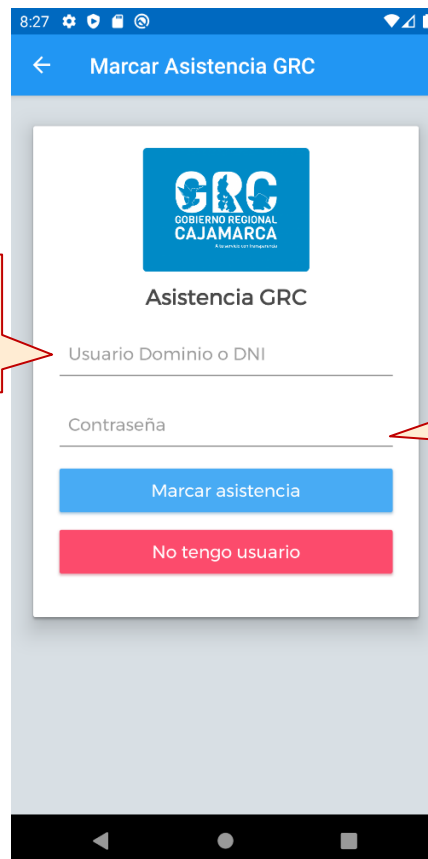 8:27
Marcar Asistencia GRC
GRC
GOBIERNO REGIONAL
CAJAMARCA
Asistencia GRC
Usuario Dominio o DNI
Contraseña
Marcar asistencia
No tengo usuario